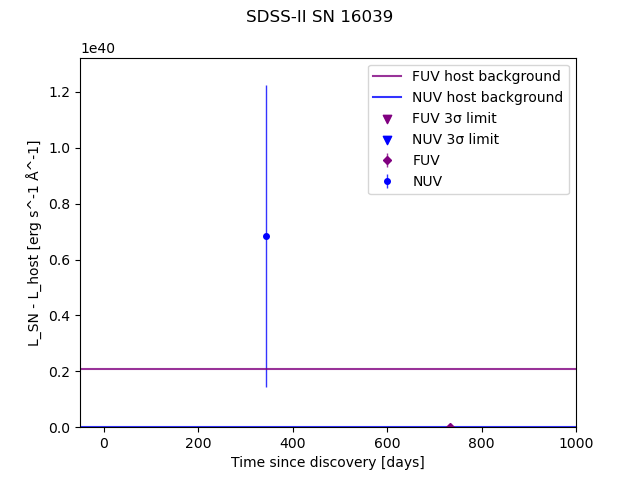 SDSS-II SN 16039
1e40
FUV host background
NUV host background
FUV 3σ limit
NUV 3σ limit
FUV
NUV
1.2
1.0
0.8
0.6
0.4
0.2
0.0
L_SN - L_host [erg s^-1 Å^-1]
0 200 400 600 800 1000
Time since discovery [days]